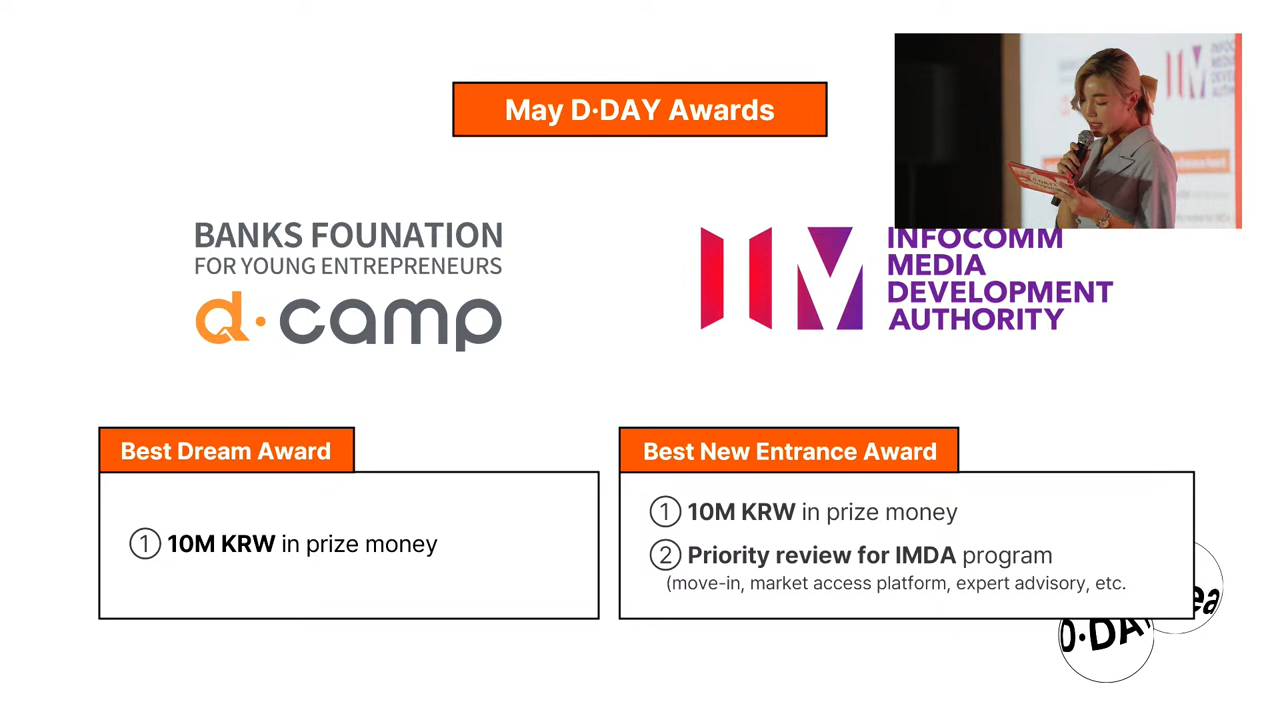 May D·DAY Awards
BANKS FOUNATION
FOR YOUNG ENTREPRENEURS
d·camp
INFOCOMM
MEDIA
DEVELOPMENT
AUTHORITY
Best Dream Award
① 10M KRW in prize money
Best New Entrance Award
① 10M KRW in prize money
② Priority review for IMDA program
(move-in, market access platform, expert advisory, etc.
D·DAY